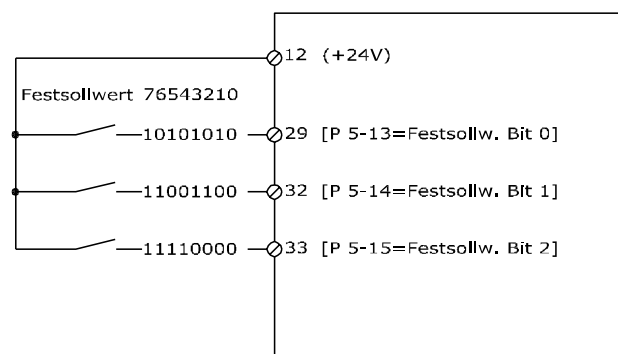 12 (+24V)
Festsollwert 76543210
10101010 29 [P 5-13=Festsollw. Bit 0]
11001100 32 [P 5-14=Festsollw. Bit 1]
11110000 33 [P 5-15=Festsollw. Bit 2]